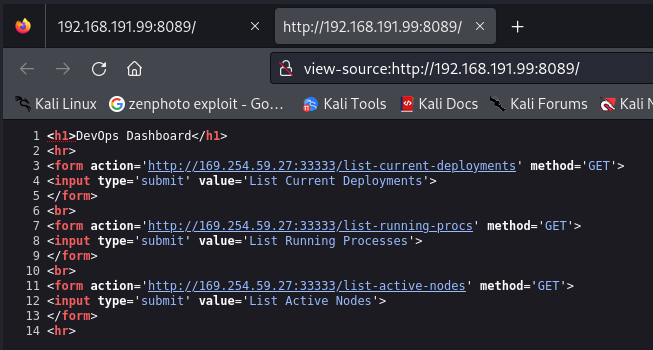 192.168.191.99:8089/
http://192.168.191.99:8089/
view-source:http://192.168.191.99:8089/
Kali Linux zenphoto exploit - Go… Kali Tools Kali Docs Kali Forums Kali N
1 <h1>DevOps Dashboard</h1>
2 <hr>
3 <form action='http://169.254.59.27:33333/list-current-deployments' method='GET'>
4 <input type='submit' value='List Current Deployments'>
5 </form>
6 <br>
7 <form action='http://169.254.59.27:33333/list-running-procs' method='GET'>
8 <input type='submit' value='List Running Processes'>
9 </form>
10 <br>
11 <form action='http://169.254.59.27:33333/list-active-nodes' method='GET'>
12 <input type='submit' value='List Active Nodes'>
13 </form>
14 <hr>